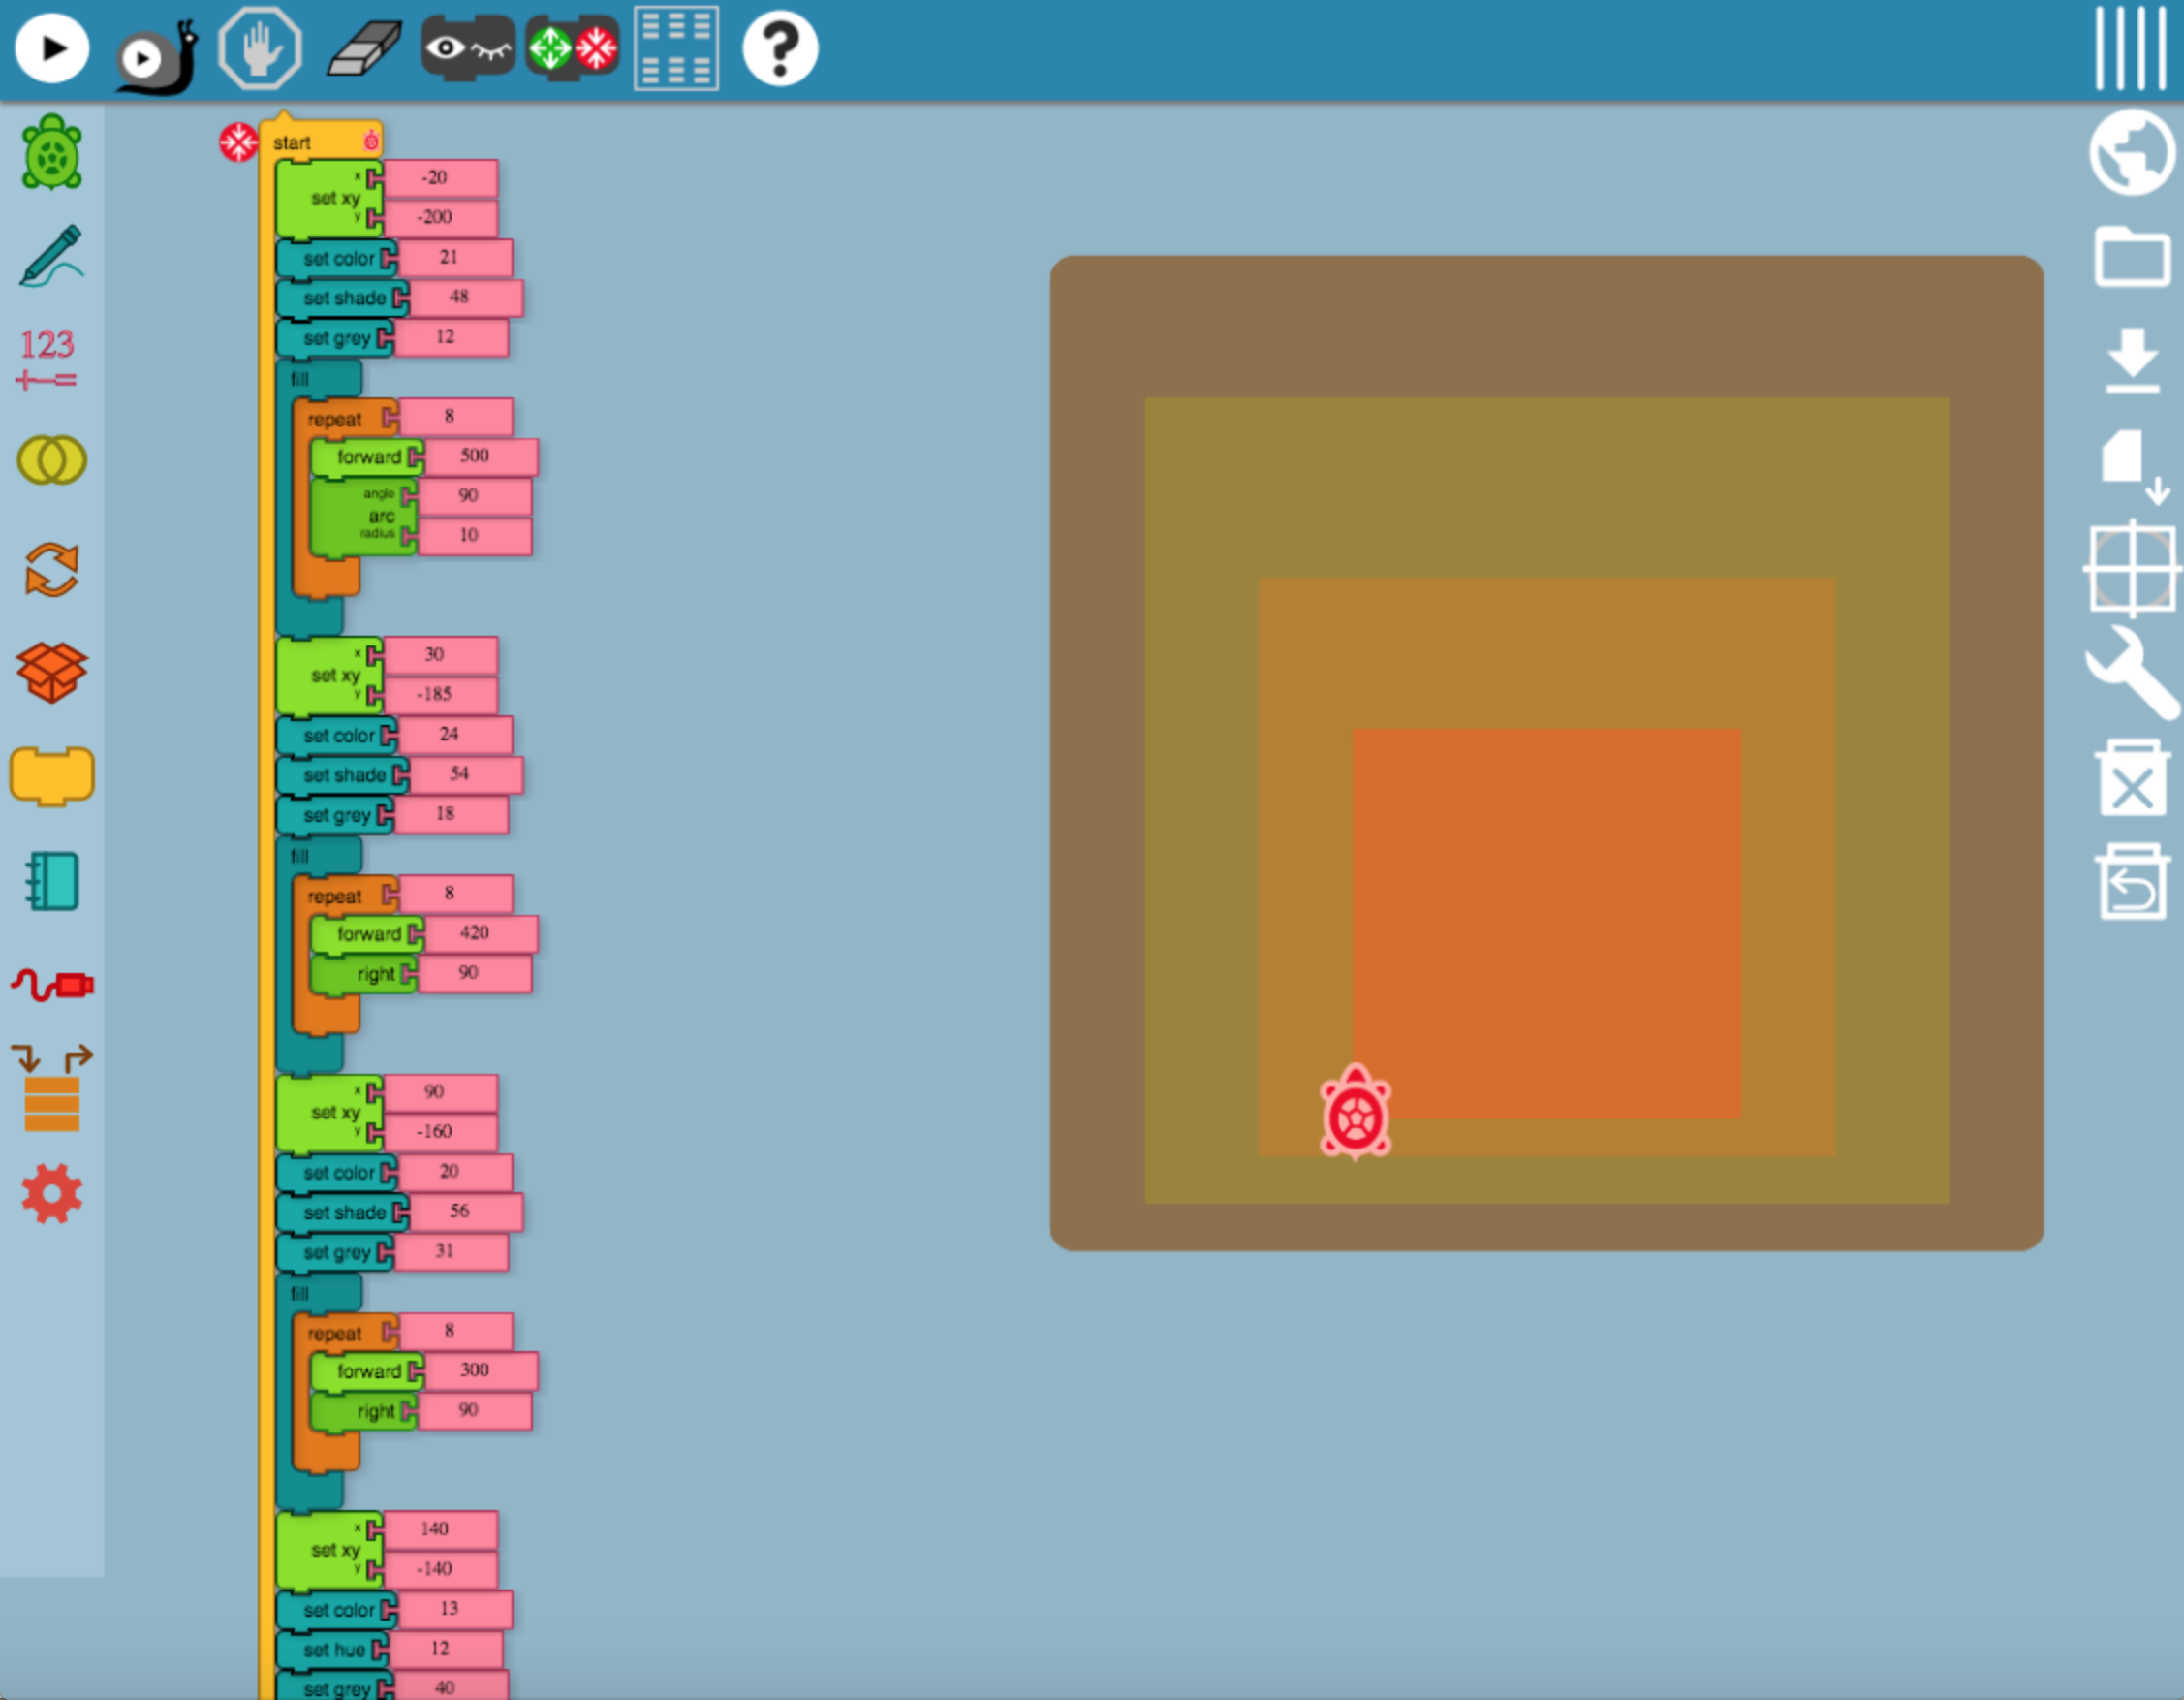 ?
start
x -20
set xy
y -200
set color 21
set shade 48
set grey 12
fill
repeat 8
forward 500
angle 90
arc
radius 10
x 30
set xy
y -185
set color 24
set shade 54
set grey 18
fill
repeat 8
forward 420
right 90
x 90
set xy
y -160
set color 20
set shade 56
set grey 31
fill
repeat 8
forward 300
right 90
x 140
set xy
y -140
set color 13
set hue 12
set grey 40
123
+−=